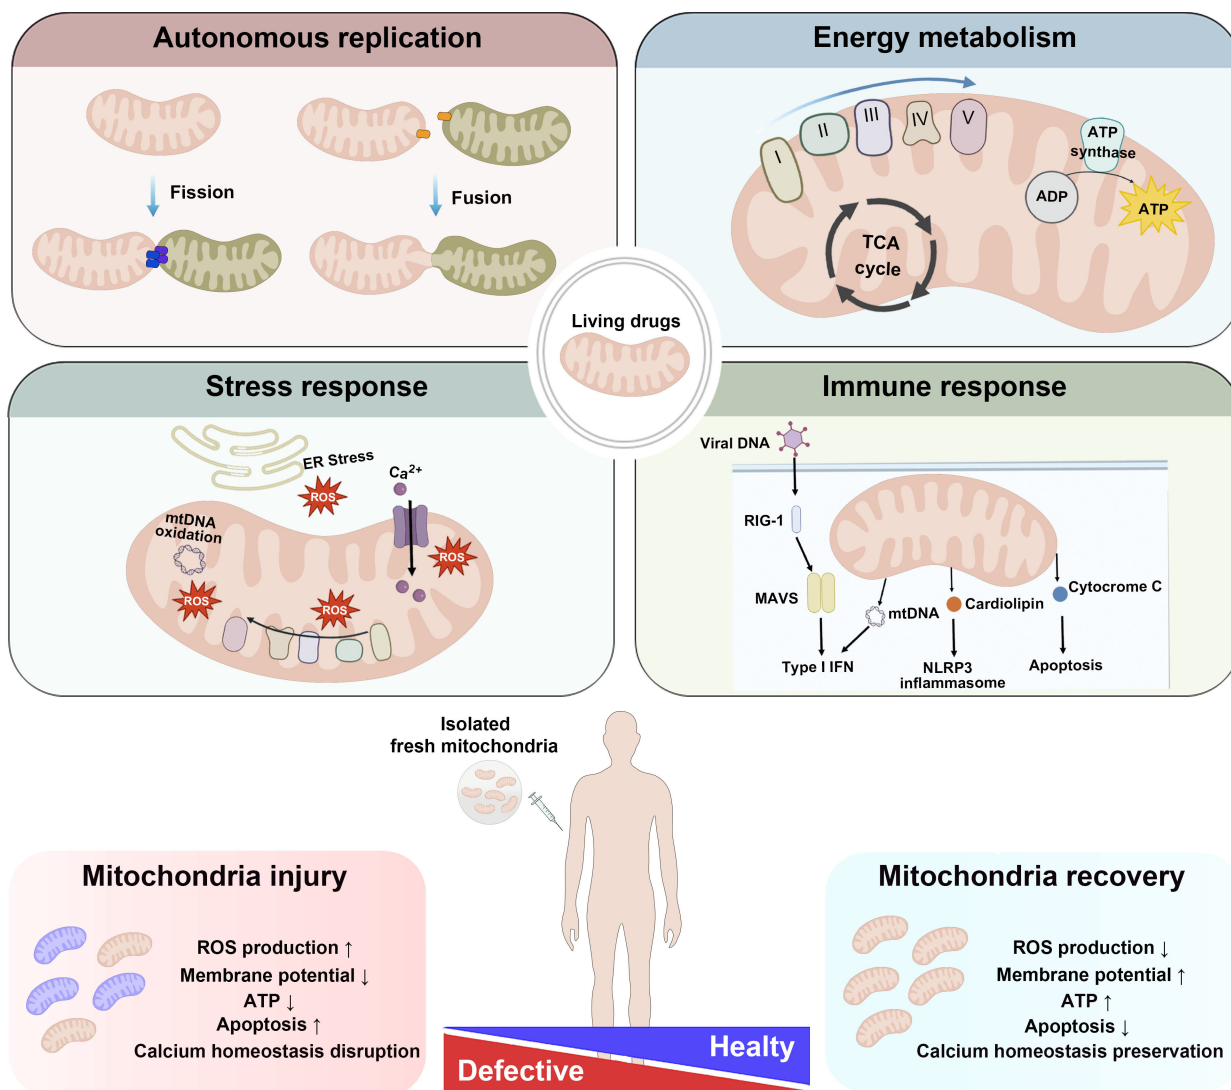 Autonomous replication
Fission
Fusion
Energy metabolism
I
II
III
IV
V
ATP
synthase
ADP
ATP
TCA
cycle
Living drugs
Stress response
ER Stress
ROS
Ca2+
mtDNA
oxidation
ROS
ROS
ROS
Immune response
Viral DNA
RIG-1
MAVS
mtDNA
Cardiolipin
Cytocrome C
Type I IFN
NLRP3
inflammasome
Apoptosis
Isolated
fresh mitochondria
Mitochondria injury
ROS production ↑
Membrane potential ↓
ATP ↓
Apoptosis ↑
Calcium homeostasis disruption
Healty
Defective
Mitochondria recovery
ROS production ↓
Membrane potential ↑
ATP ↑
Apoptosis ↓
Calcium homeostasis preservation